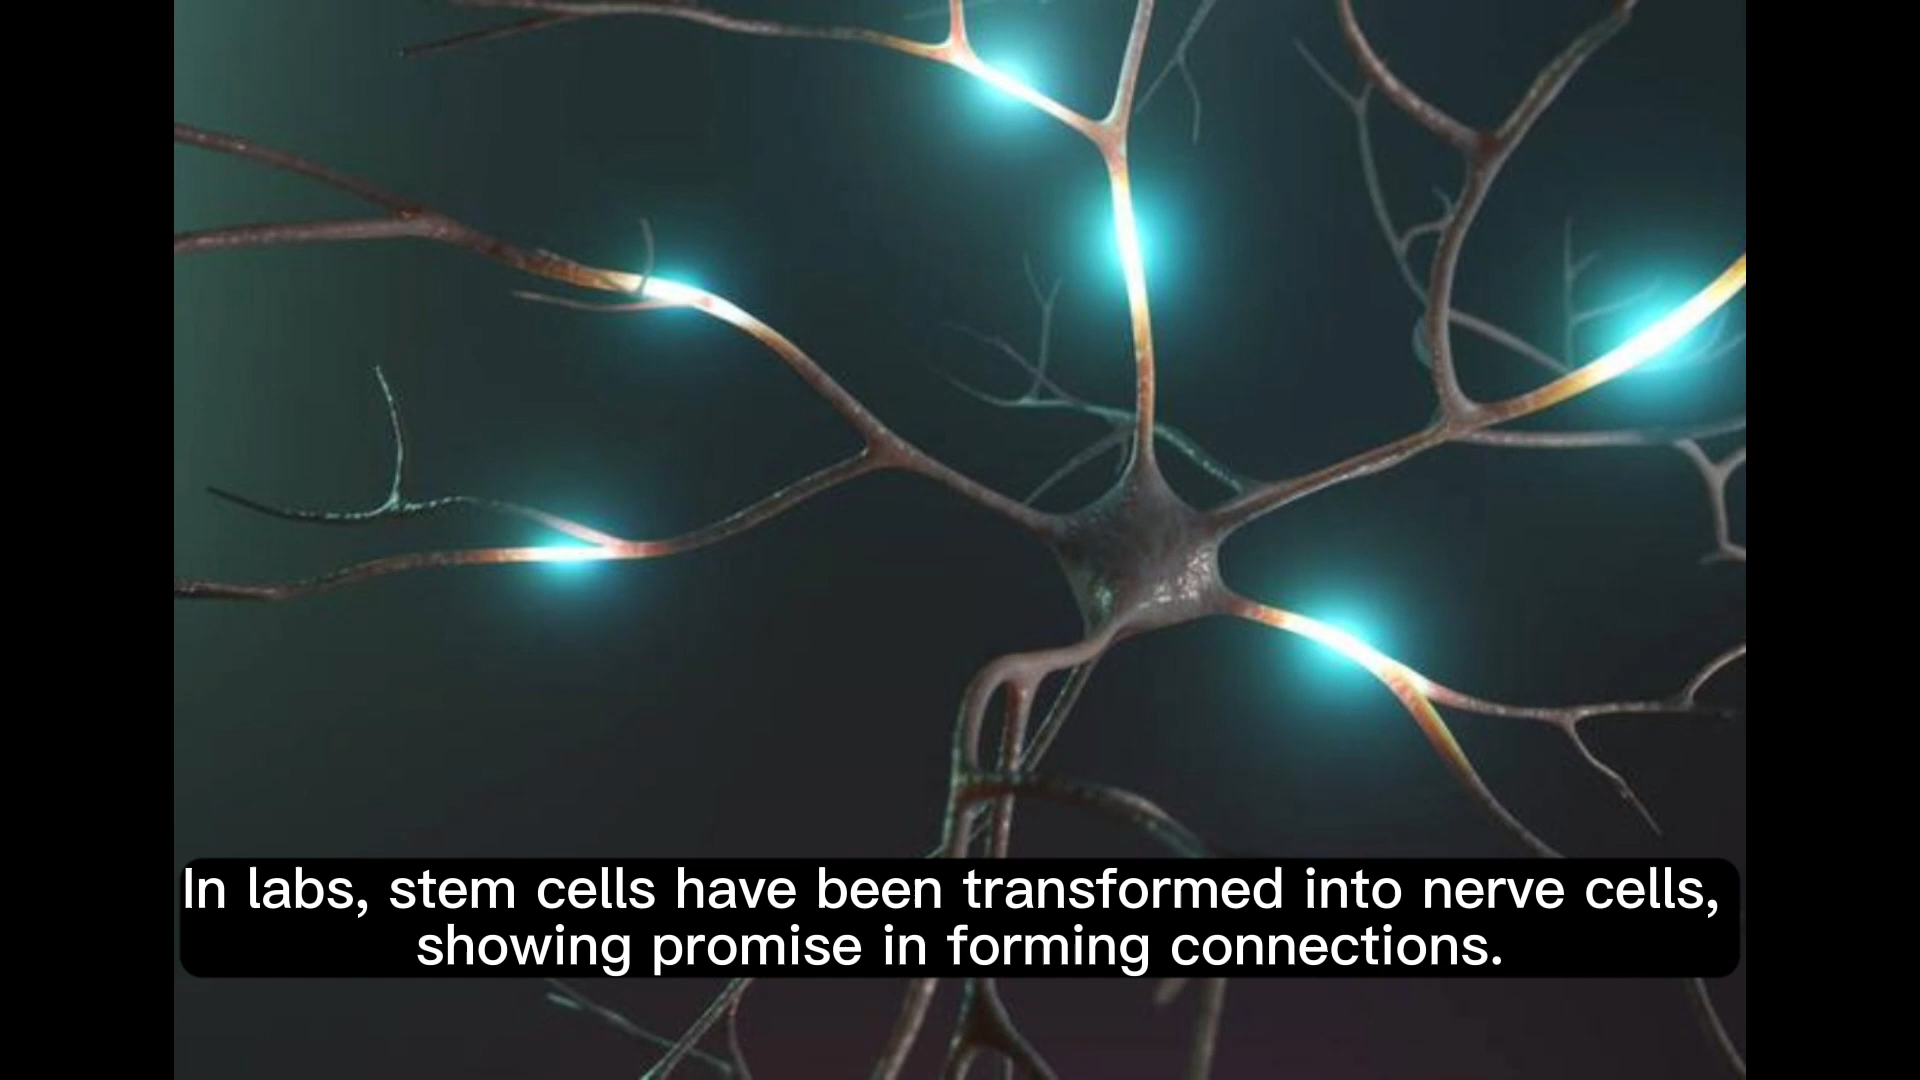 In labs, stem cells have been transformed into nerve cells,
showing promise in forming connections.